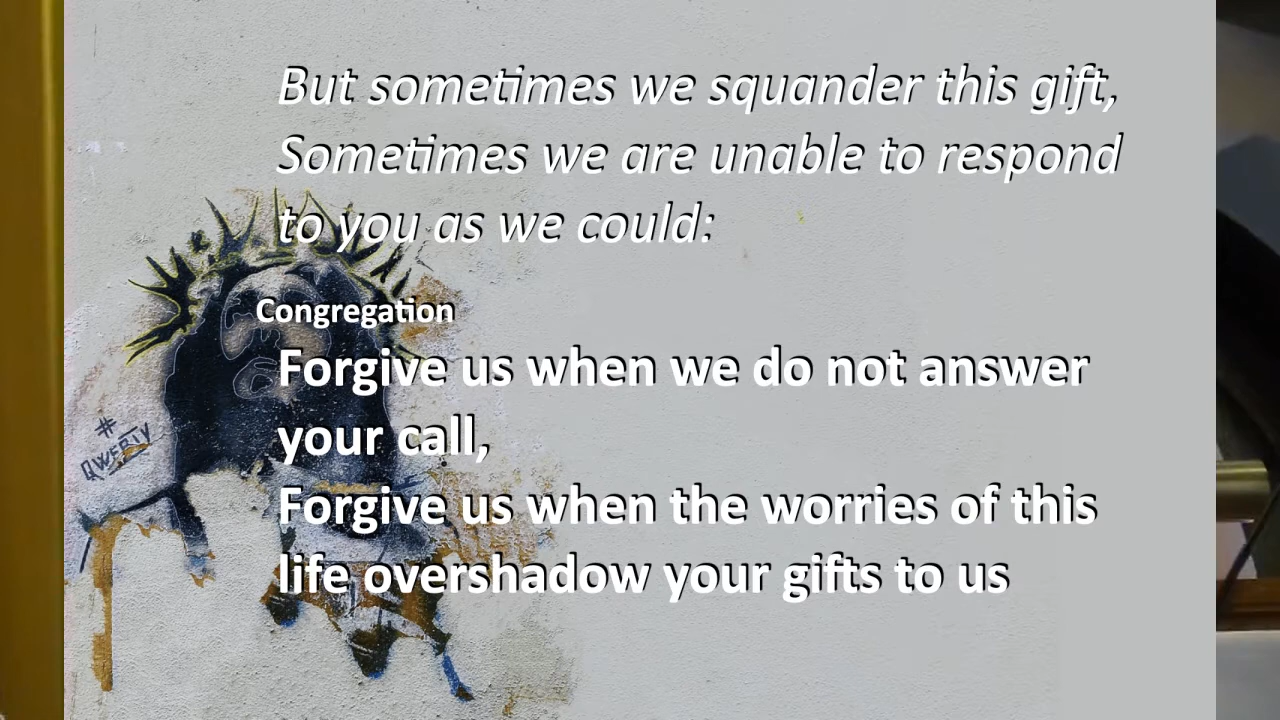 But sometimes we squander this gift,
Sometimes we are unable to respond
to you as we could:
Congregation
Forgive us when we do not answer
your call,
Forgive us when the worries of this
life overshadow your gifts to us
#
QWERTY